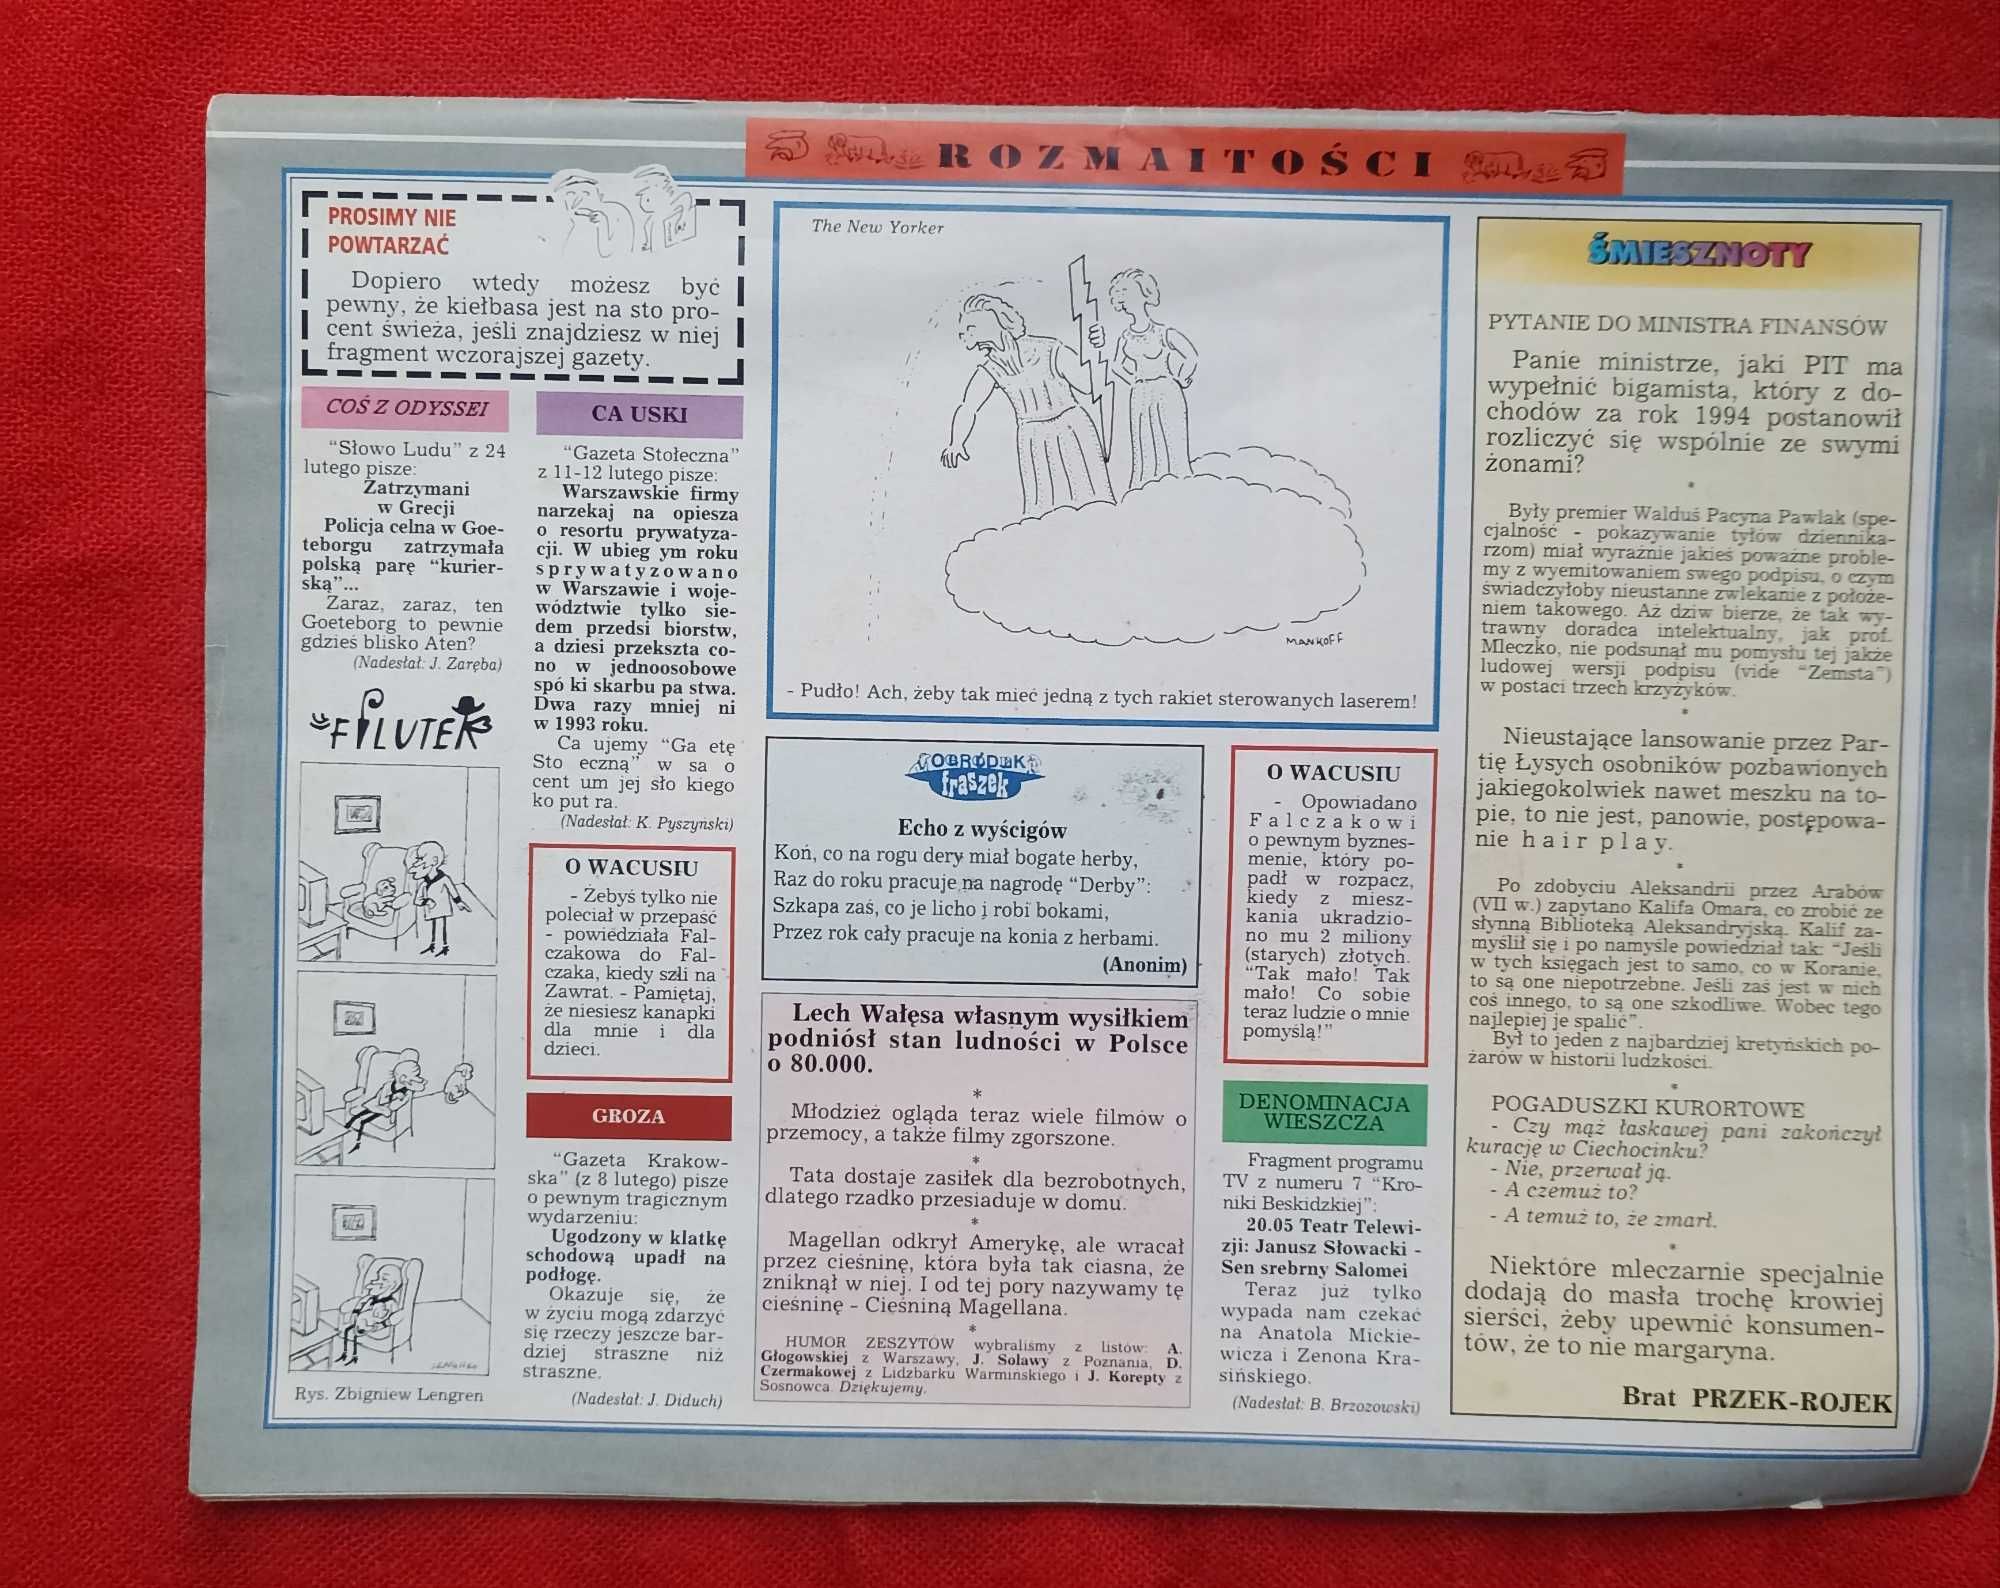 ROZMAITOŚCI
PROSIMY NIE
POWTARZAĆ
Dopiero wtedy możesz być
pewny, że kiełbasa jest na sto pro-
cent świeża, jeśli znajdziesz w niej
fragment wczorajszej gazety.
COŚ Z ODYSSEI
“Słowo Ludu” z 24
lutego pisze:
Zatrzymani
w Grecji
Policja celna w Goe-
teborgu zatrzymała
polską parę “kurier-
ską”...
Zaraz, zaraz, ten
Goeteborg to pewnie
gdzieś blisko Aten?
(Nadesłał: J. Zaręba)
FILUTEK
LENGREN
Rys. Zbigniew Lengren
CA USKI
“Gazeta Stołeczna”
z 11-12 lutego pisze:
Warszawskie firmy
narzekaj na opiesza
o resortu prywatyza-
cji. W ubieg ym roku
sprywatyzowano
w Warszawie i woje-
wództwie tylko sie-
dem przedsi biorstw,
a dziesi przekszta co-
no w jednoosobowe
spó ki skarbu pa stwa.
Dwa razy mniej ni
w 1993 roku.
Ca ujemy “Ga etę
Sto eczną” w sa o
cent um jej sło kiego
ko put ra.
(Nadesłał: K. Pyszyński)
O WACUSIU
- Żebyś tylko nie
poleciał w przepaść
- powiedziała Fal-
czakowa do Fal-
czaka, kiedy szli na
Zawrat. - Pamiętaj,
że niesiesz kanapki
dla mnie i dla
dzieci.
GROZA
“Gazeta Krakow-
ska” (z 8 lutego) pisze
o pewnym tragicznym
wydarzeniu:
Ugodzony w klatkę
schodową upadł na
podłogę.
Okazuje się, że
w życiu mogą zdarzyć
się rzeczy jeszcze bar-
dziej straszne niż
straszne.
(Nadesłał: J. Diduch)
The New Yorker
MANKOFF
- Pudło! Ach, żeby tak mieć jedną z tych rakiet sterowanych laserem!
OGRÓDEK
fraszek
Echo z wyścigów
Koń, co na rogu dery miał bogate herby,
Raz do roku pracuje na nagrodę “Derby”:
Szkapa zaś, co je licho i robi bokami,
Przez rok cały pracuje na konia z herbami.
(Anonim)
Lech Wałęsa własnym wysiłkiem
podniósł stan ludności w Polsce
o 80.000.
*
Młodzież ogląda teraz wiele filmów o
przemocy, a także filmy zgorszone.
*
Tata dostaje zasiłek dla bezrobotnych,
dlatego rzadko przesiaduje w domu.
*
Magellan odkrył Amerykę, ale wracał
przez cieśninę, która była tak ciasna, że
zniknął w niej. I od tej pory nazywamy tę
cieśninę - Cieśniną Magellana.
*
HUMOR ZESZYTÓW wybraliśmy z listów: A.
Głogowskiej z Warszawy, J. Solawy z Poznania, D.
Czermakowej z Lidzbarku Warmińskiego i J. Korepty z
Sosnowca. Dziękujemy.
O WACUSIU
- Opowiadano
Falczakowi
o pewnym byznes-
menie, który po-
padł w rozpacz,
kiedy z miesz-
kania ukradzio-
no mu 2 miliony
(starych) złotych.
“Tak mało! Tak
mało! Co sobie
teraz ludzie o mnie
pomyślą!”
DENOMINACJA
WIESZCZA
Fragment programu
TV z numeru 7 “Kro-
niki Beskidzkiej”:
20.05 Teatr Telewi-
zji: Janusz Słowacki -
Sen srebrny Salomei
Teraz już tylko
wypada nam czekać
na Anatola Mickie-
wicza i Zenona Kra-
sińskiego.
(Nadesłał: B. Brzozowski)
ŚMIESZNOTY
PYTANIE DO MINISTRA FINANSÓW
Panie ministrze, jaki PIT ma
wypełnić bigamista, który z do-
chodów za rok 1994 postanowił
rozliczyć się wspólnie ze swymi
żonami?
*
Były premier Walduś Pacyna Pawlak (spe-
cjalność - pokazywanie tyłów dziennika-
rzom) miał wyraźnie jakieś poważne proble-
my z wyemitowaniem swego podpisu, o czym
świadczyłoby nieustanne zwlekanie z położe-
niem takowego. Aż dziw bierze, że tak wy-
trawny doradca intelektualny, jak prof.
Mleczko, nie podsunął mu pomysłu tej jakże
ludowej wersji podpisu (vide “Zemsta”)
w postaci trzech krzyżyków.
*
Nieustające lansowanie przez Par-
tię Łysych osobników pozbawionych
jakiegokolwiek nawet meszku na to-
pie, to nie jest, panowie, postępowa-
nie hair play.
*
Po zdobyciu Aleksandrii przez Arabów
(VII w.) zapytano Kalifa Omara, co zrobić ze
słynną Biblioteką Aleksandryjską. Kalif za-
myślił się i po namyśle powiedział tak: “Jeśli
w tych księgach jest to samo, co w Koranie,
to są one niepotrzebne. Jeśli zaś jest w nich
coś innego, to są one szkodliwe. Wobec tego
najlepiej je spalić”.
Był to jeden z najbardziej kretyńskich po-
żarów w historii ludzkości.
*
POGADUSZKI KURORTOWE
- Czy mąż łaskawej pani zakończył
kurację w Ciechocinku?
- Nie, przerwał ją.
- A czemuż to?
- A temuż to, że zmarł.
*
Niektóre mleczarnie specjalnie
dodają do masła trochę krowiej
sierści, żeby upewnić konsumen-
tów, że to nie margaryna.
Brat PRZEK-ROJEK